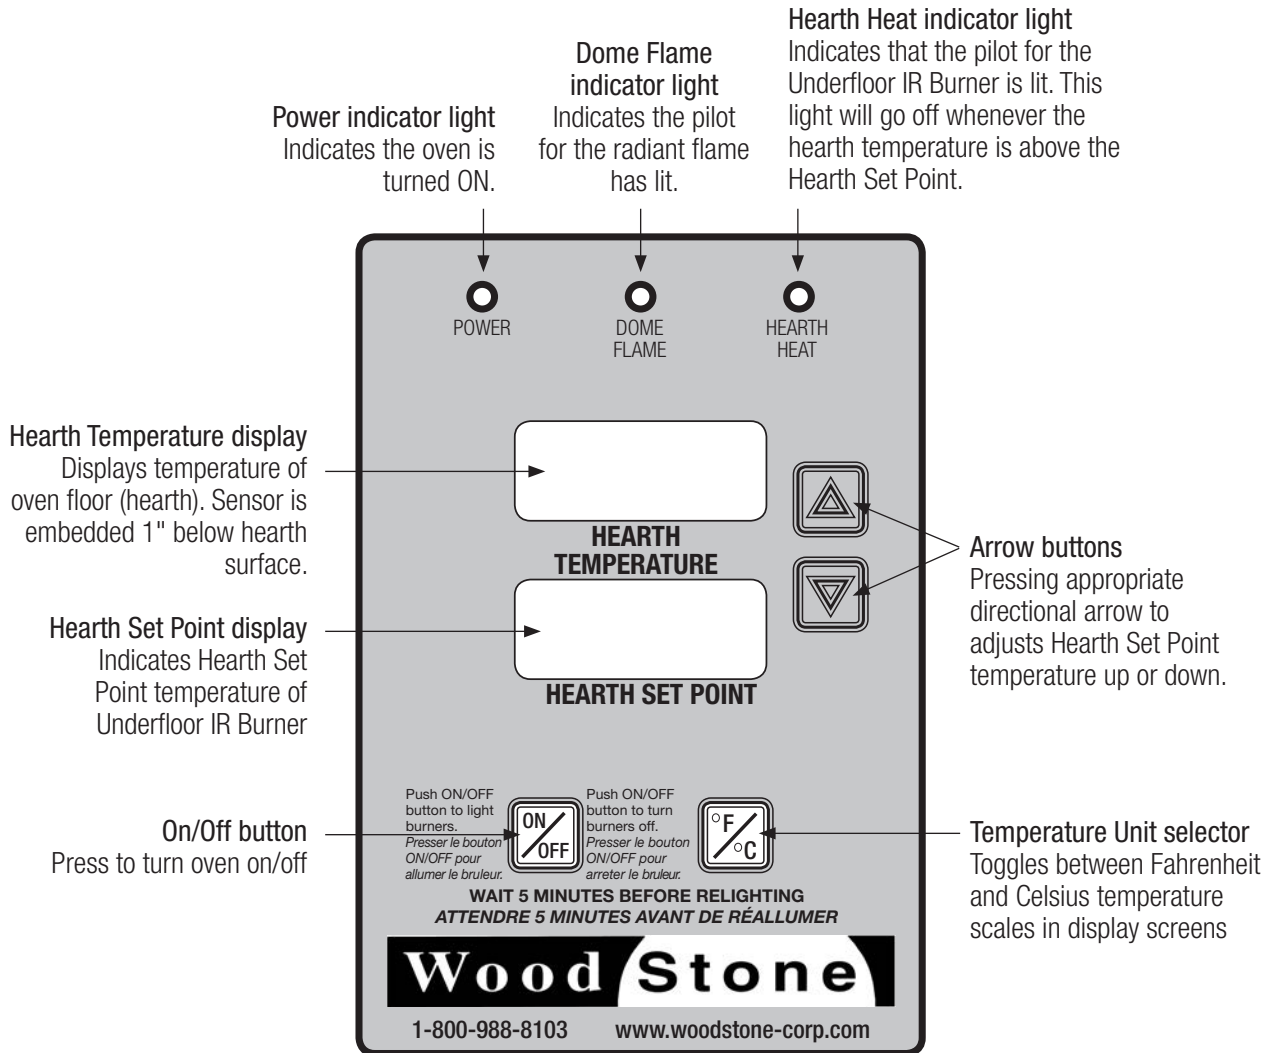 Hearth Heat indicator light
Indicates that the pilot for the
Underfloor IR Burner is lit. This
light will go off whenever the
hearth temperature is above the
Hearth Set Point.
Dome Flame
indicator light
Indicates the pilot
for the radiant flame
has lit.
Power indicator light
Indicates the oven is
turned ON.
POWER
DOME
FLAME
HEARTH
HEAT
Hearth Temperature display
Displays temperature of
oven floor (hearth). Sensor is
embedded 1" below hearth
surface.
HEARTH
TEMPERATURE
Arrow buttons
Pressing appropriate
directional arrow to
adjusts Hearth Set Point
temperature up or down.
Hearth Set Point display
Indicates Hearth Set
Point temperature of
Underfloor IR Burner
HEARTH SET POINT
On/Off button
Press to turn oven on/off
Push ON/OFF
button to light
burners.
Presser le bouton
ON/OFF pour
allumer le bruleur.
ON/OFF
Push ON/OFF
button to turn
burners off.
Presser le bouton
ON/OFF pour
arreter le bruleur.
°F/°C
Temperature Unit selector
Toggles between Fahrenheit
and Celsius temperature
scales in display screens
WAIT 5 MINUTES BEFORE RELIGHTING
ATTENDRE 5 MINUTES AVANT DE RÉALLUMER
Wood Stone
1-800-988-8103 www.woodstone-corp.com